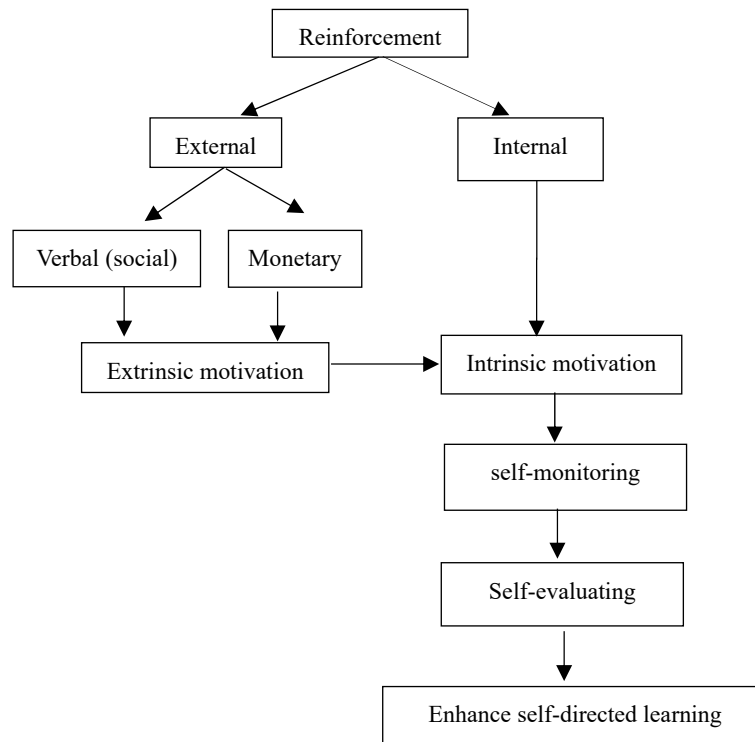 Reinforcement
External
Internal
Verbal (social)
Monetary
Extrinsic motivation
Intrinsic motivation
self-monitoring
Self-evaluating
Enhance self-directed learning